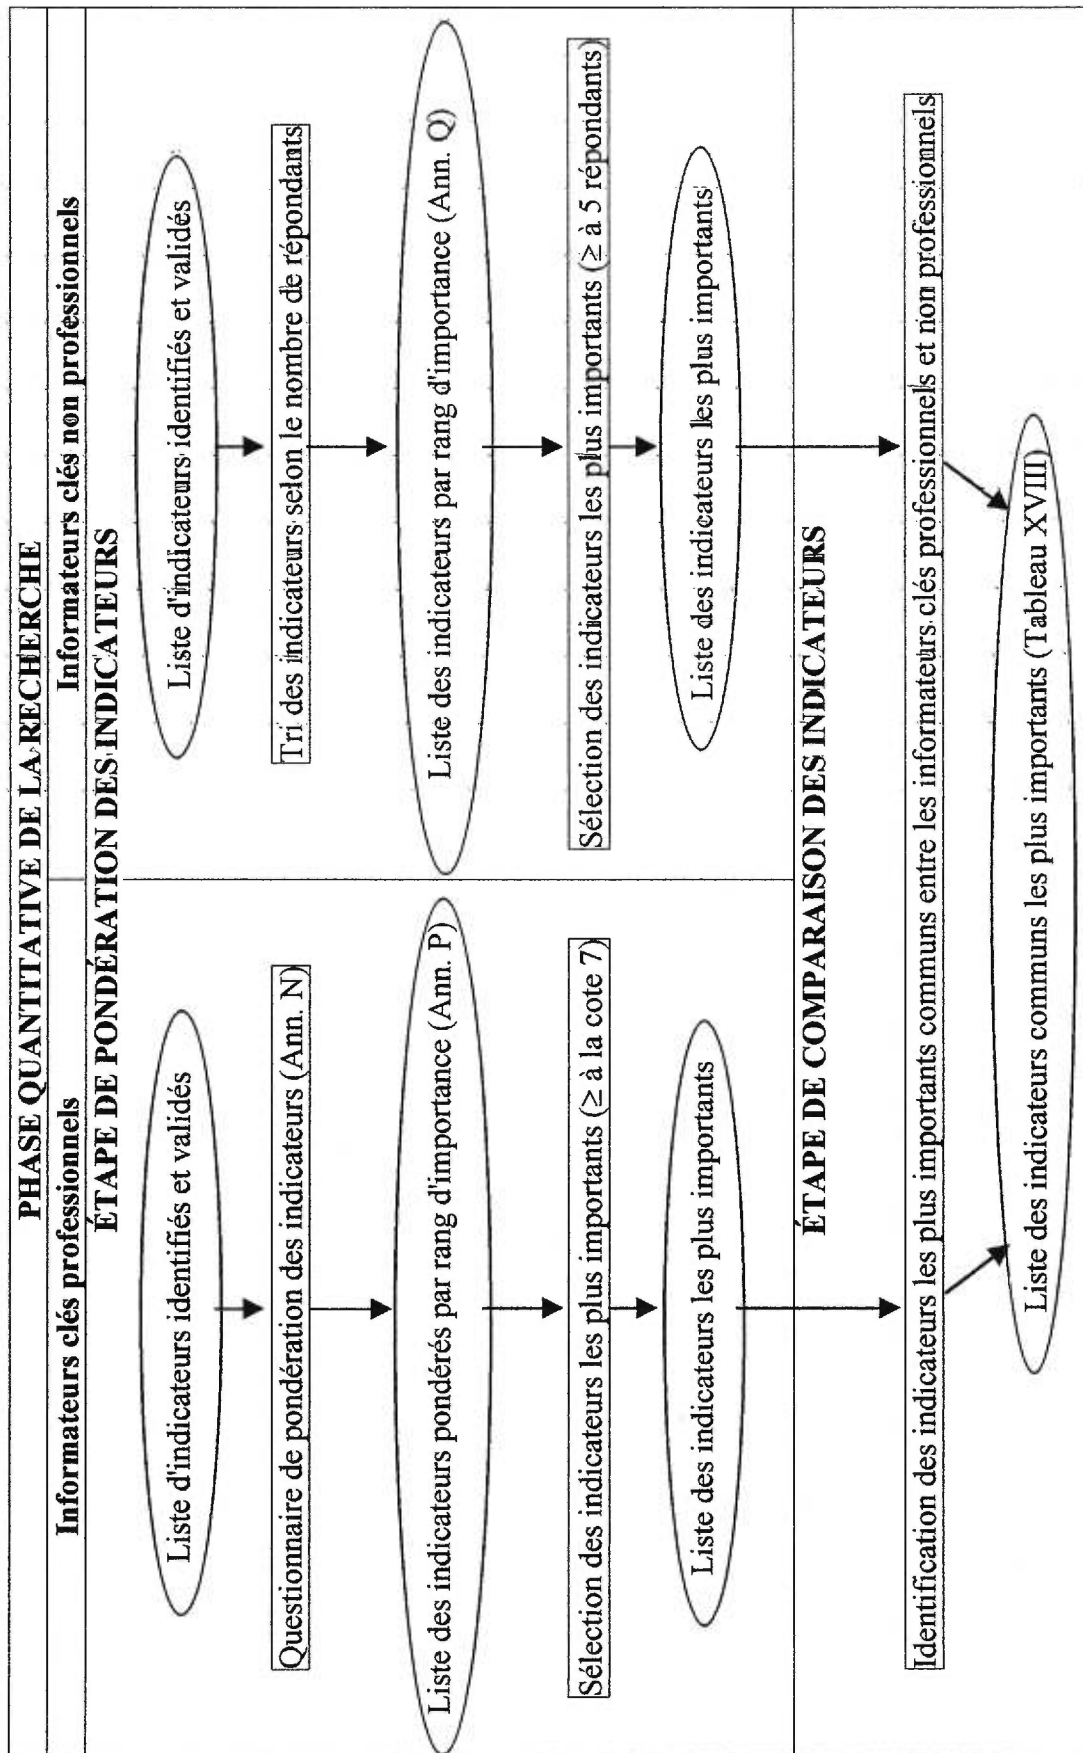 PHASE QUANTITATIVE DE LA RECHERCHE
Informateurs clés professionnels
Informateurs clés non professionnels
ÉTAPE DE PONDÉRATION DES INDICATEURS
Liste d'indicateurs identifiés et validés
Questionnaire de pondération des indicateurs (Ann. N)
Liste des indicateurs pondérés par rang d'importance (Ann. P)
Sélection des indicateurs les plus importants (≥ à la cote 7)
Liste des indicateurs les plus importants
Liste d'indicateurs identifiés et validés
Tri des indicateurs selon le nombre de répondants
Liste des indicateurs par rang d'importance (Ann. Q)
Sélection des indicateurs les plus importants (≥ à 5 répondants)
Liste des indicateurs les plus importants
ÉTAPE DE COMPARAISON DES INDICATEURS
Identification des indicateurs les plus importants communs entre les informateurs clés professionnels et non professionnels
Liste des indicateurs communs les plus importants (Tableau XVIII)